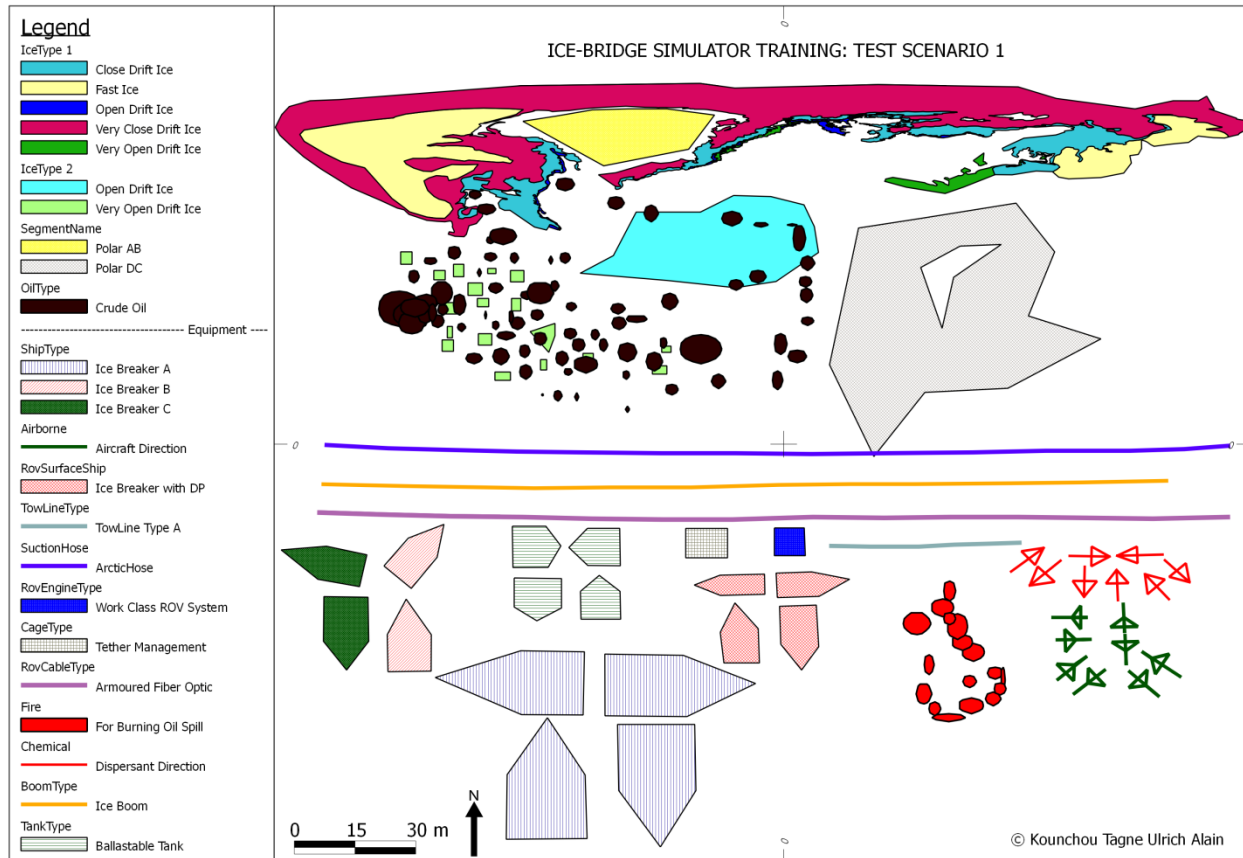 Legend
IceType 1
Close Drift Ice
Fast Ice
Open Drift Ice
Very Close Drift Ice
Very Open Drift Ice
IceType 2
Open Drift Ice
Very Open Drift Ice
SegmentName
Polar AB
Polar DC
OilType
Crude Oil
------------------------------ Equipment ----
ShipType
Ice Breaker A
Ice Breaker B
Ice Breaker C
Airborne
Aircraft Direction
RovSurfaceShip
Ice Breaker with DP
TowLineType
TowLine Type A
SuctionHose
ArcticHose
RovEngineType
Work Class ROV System
CageType
Tether Management
RovCableType
Armoured Fiber Optic
Fire
For Burning Oil Spill
Chemical
Dispersant Direction
BoomType
Ice Boom
TankType
Ballastable Tank
0
ICE-BRIDGE SIMULATOR TRAINING: TEST SCENARIO 1
0
0
N
0 15 30 m
0
© Kounchou Tagne Ulrich Alain